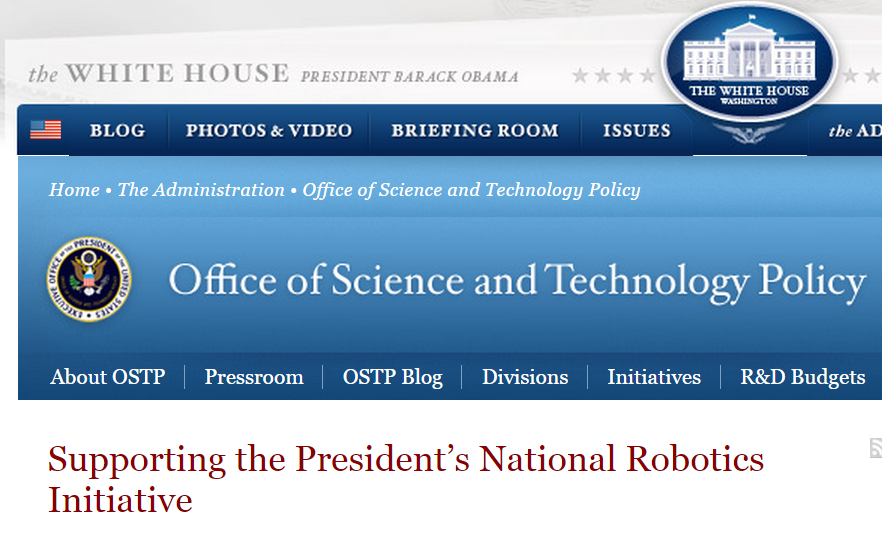 the WHITE HOUSE PRESIDENT BARACK OBAMA
THE WHITE HOUSE
WASHINGTON
BLOG PHOTOS & VIDEO BRIEFING ROOM ISSUES the AD
Home • The Administration • Office of Science and Technology Policy
EXECUTIVE OFFICE OF THE PRESIDENT OF THE UNITED STATES
Office of Science and Technology Policy
About OSTP Pressroom OSTP Blog Divisions Initiatives R&D Budgets
Supporting the President’s National Robotics
Initiative